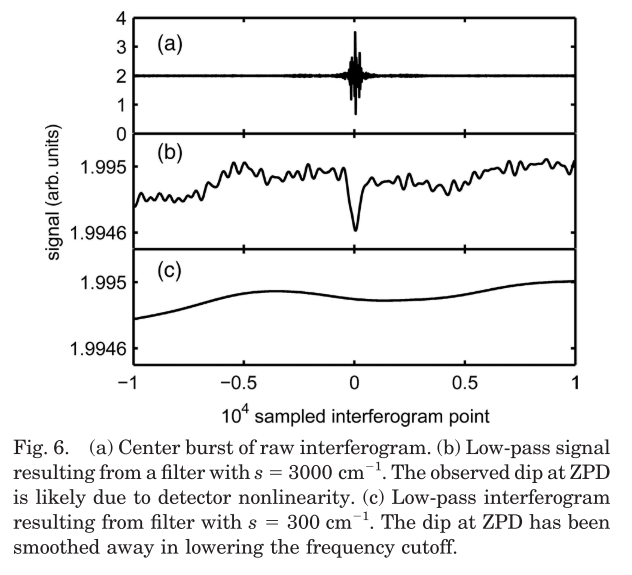 4
(a)
3
2
1
0
(b)
1.995
1.9946
signal (arb. units)
(c)
1.995
1.9946
−1 −0.5 0 0.5 1
10⁴ sampled interferogram point
Fig. 6. (a) Center burst of raw interferogram. (b) Low-pass signal
resulting from a filter with s = 3000 cm⁻¹. The observed dip at ZPD
is likely due to detector nonlinearity. (c) Low-pass interferogram
resulting from filter with s = 300 cm⁻¹. The dip at ZPD has been
smoothed away in lowering the frequency cutoff.